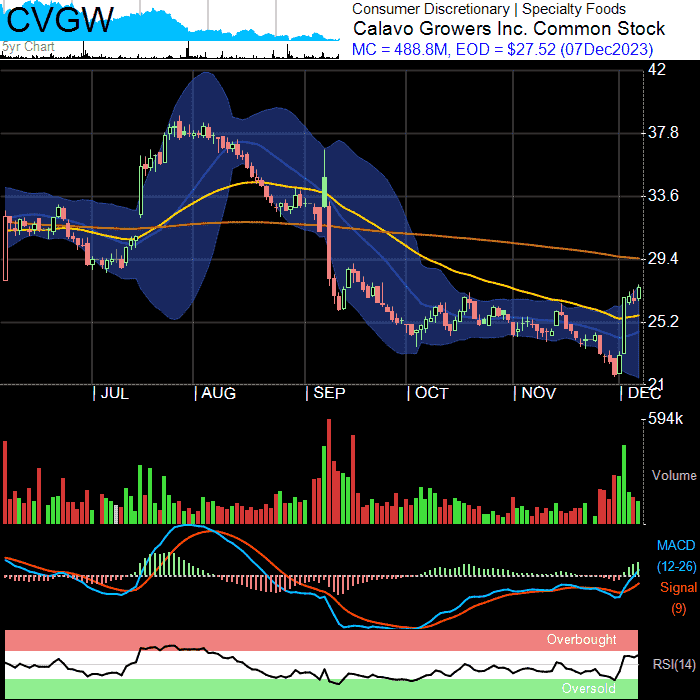 CVGW
5yr Chart
Consumer Discretionary | Specialty Foods
Calavo Growers Inc. Common Stock
MC = 488.8M, EOD = $27.52 (07Dec2023)
42
37.8
33.6
29.4
25.2
21
JUL AUG SEP OCT NOV DEC
594k
Volume
MACD
(12-26)
Signal
(9)
Overbought
RSI(14)
Oversold